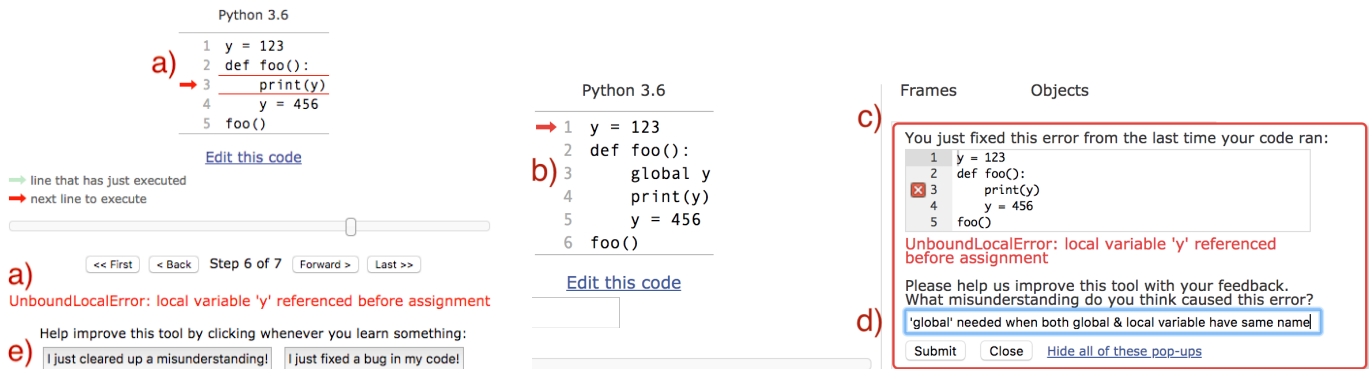 Python 3.6
a)
1 y = 123
2 def foo():
3 print(y)
4 y = 456
5 foo()
Edit this code
line that has just executed
next line to execute
<< First < Back Step 6 of 7 Forward > Last >>
a)
UnboundLocalError: local variable 'y' referenced before assignment
Help improve this tool by clicking whenever you learn something:
e)
I just cleared up a misunderstanding! I just fixed a bug in my code!
Python 3.6
b)
1 y = 123
2 def foo():
3 global y
4 print(y)
5 y = 456
6 foo()
Edit this code
Frames Objects
c)
You just fixed this error from the last time your code ran:
1 y = 123
2 def foo():
3 print(y)
4 y = 456
5 foo()
UnboundLocalError: local variable 'y' referenced
before assignment
Please help us improve this tool with your feedback.
What misunderstanding do you think caused this error?
d)
'global' needed when both global & local variable have same name
Submit Close Hide all of these pop-ups